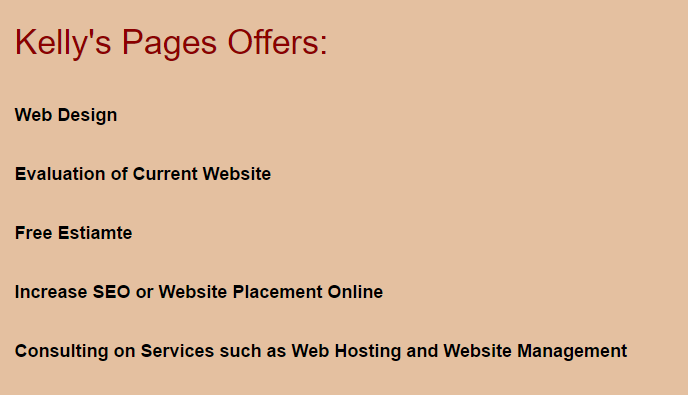 Kelly's Pages Offers:
Web Design
Evaluation of Current Website
Free Estiamte
Increase SEO or Website Placement Online
Consulting on Services such as Web Hosting and Website Management